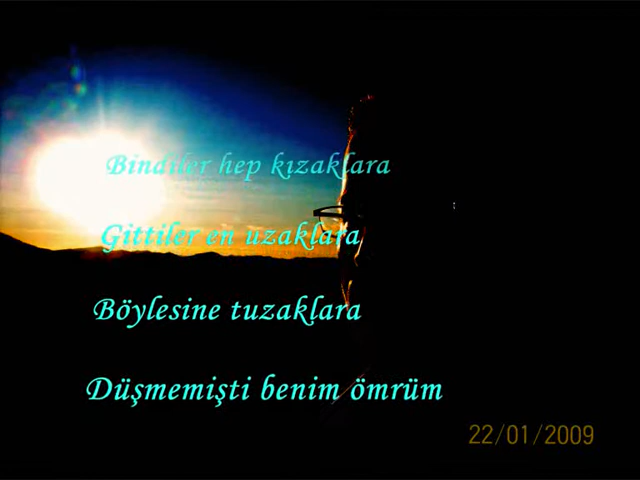 Bindiler hep kızaklara
Gittiler en uzaklara
Böylesine tuzaklara
Düşmemişti benim ömrüm
22/01/2009